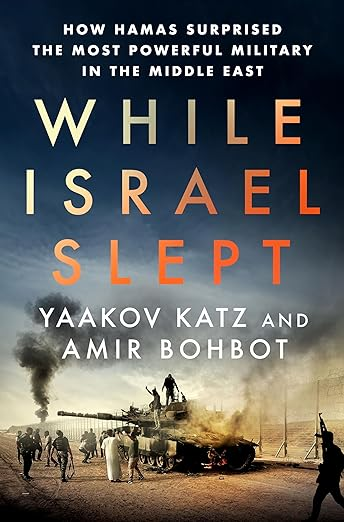 HOW HAMAS SURPRISED
THE MOST POWERFUL MILITARY
IN THE MIDDLE EAST
WHILE
ISRAEL
SLEPT
YAAKOV KATZ AND
AMIR BOHBOT